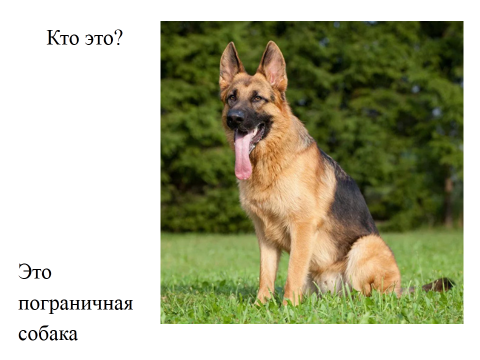 Кто это?
Это
пограничная
собака